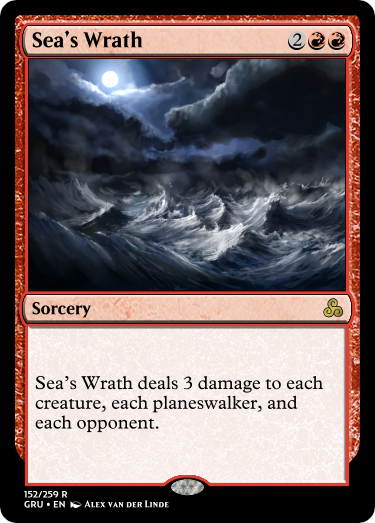 Sea's Wrath 2
Sorcery
Sea's Wrath deals 3 damage to each
creature, each planeswalker, and
each opponent.
152/259 R
GRU • EN Alex van der Linde